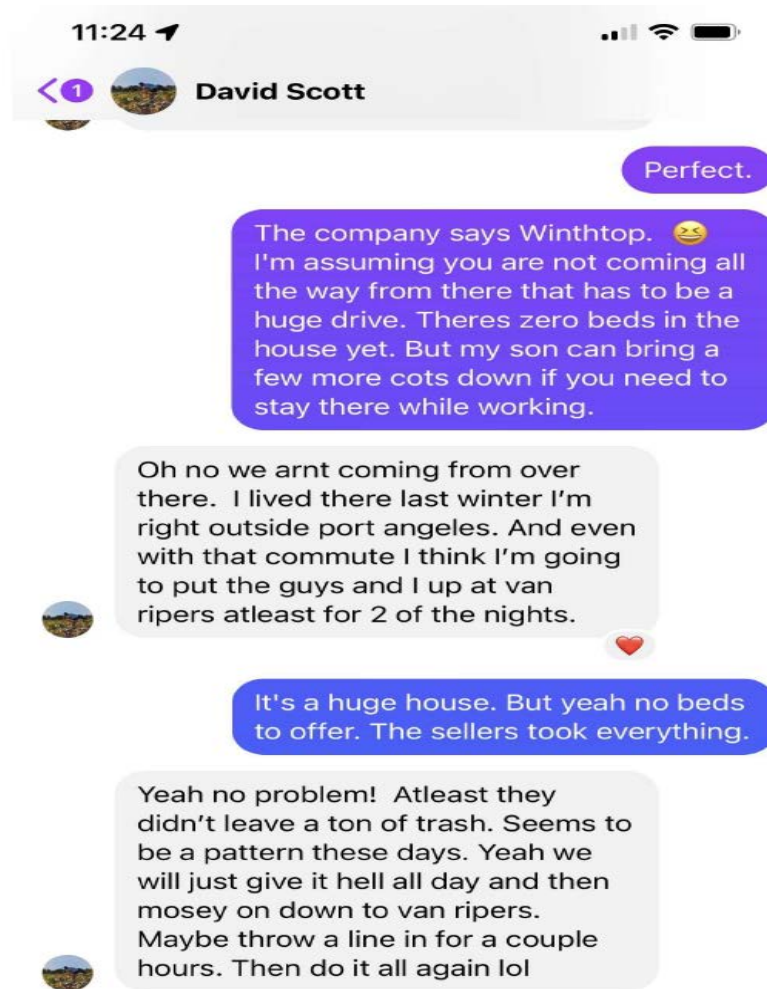 11:24
1
David Scott
Perfect.
The company says Winthtop. 😆
I'm assuming you are not coming all
the way from there that has to be a
huge drive. Theres zero beds in the
house yet. But my son can bring a
few more cots down if you need to
stay there while working.
Oh no we arnt coming from over
there.  I lived there last winter I'm
right outside port angeles. And even
with that commute I think I'm going
to put the guys and I up at van
ripers atleast for 2 of the nights.
It's a huge house. But yeah no beds
to offer. The sellers took everything.
Yeah no problem!  Atleast they
didn't leave a ton of trash. Seems to
be a pattern these days. Yeah we
will just give it hell all day and then
mosey on down to van ripers.
Maybe throw a line in for a couple
hours. Then do it all again lol